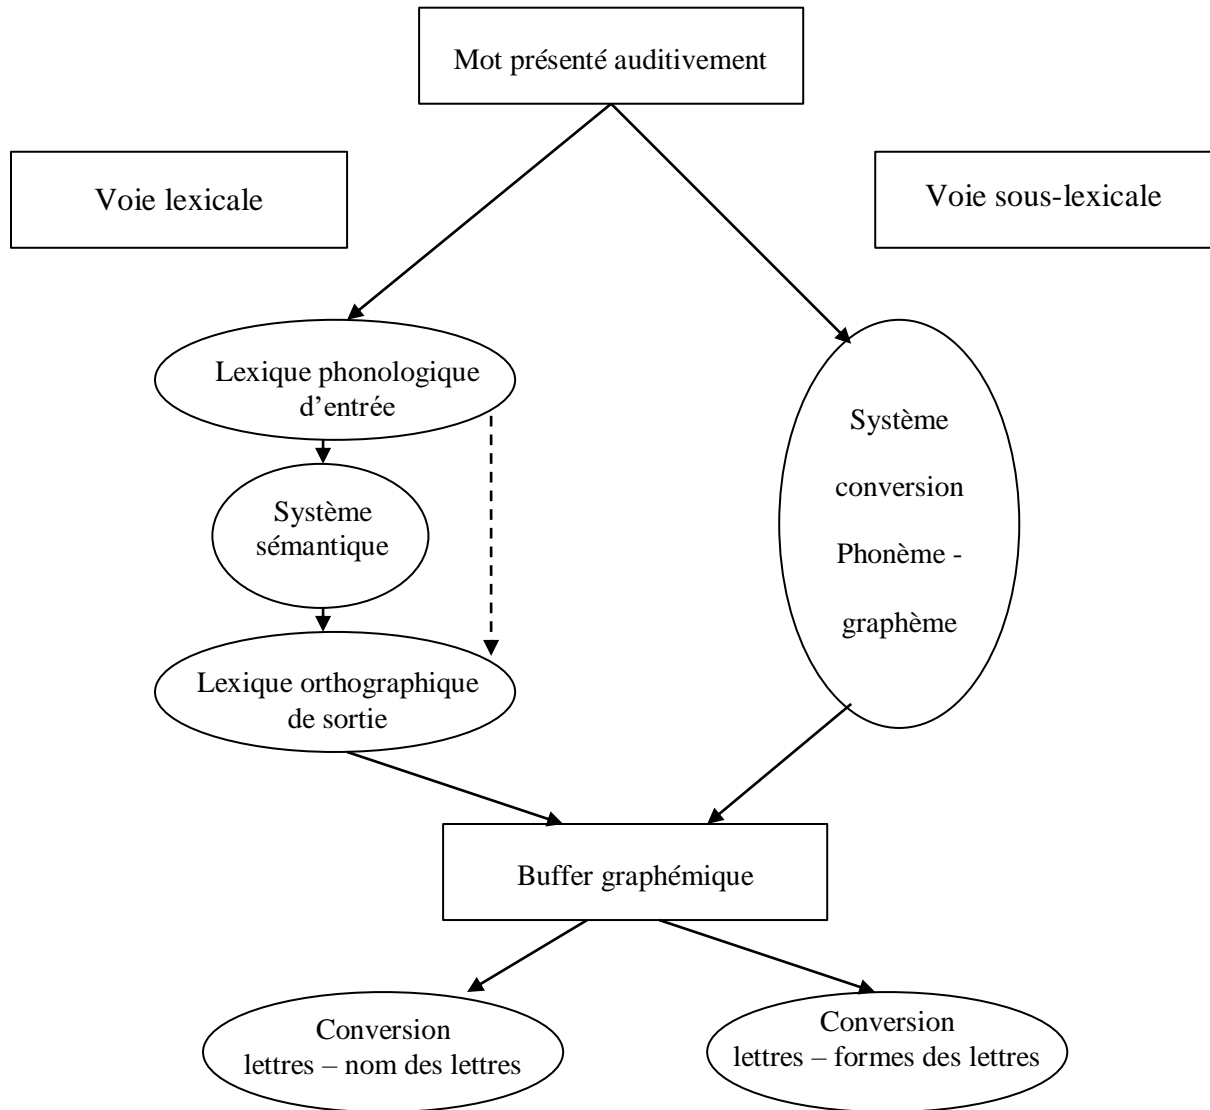 Mot présenté auditivement
Voie lexicale
Voie sous-lexicale
Lexique phonologique
d’entrée
Système
sémantique
Lexique orthographique
de sortie
Système
conversion
Phonème -
graphème
Buffer graphémique
Conversion
lettres – nom des lettres
Conversion
lettres – formes des lettres